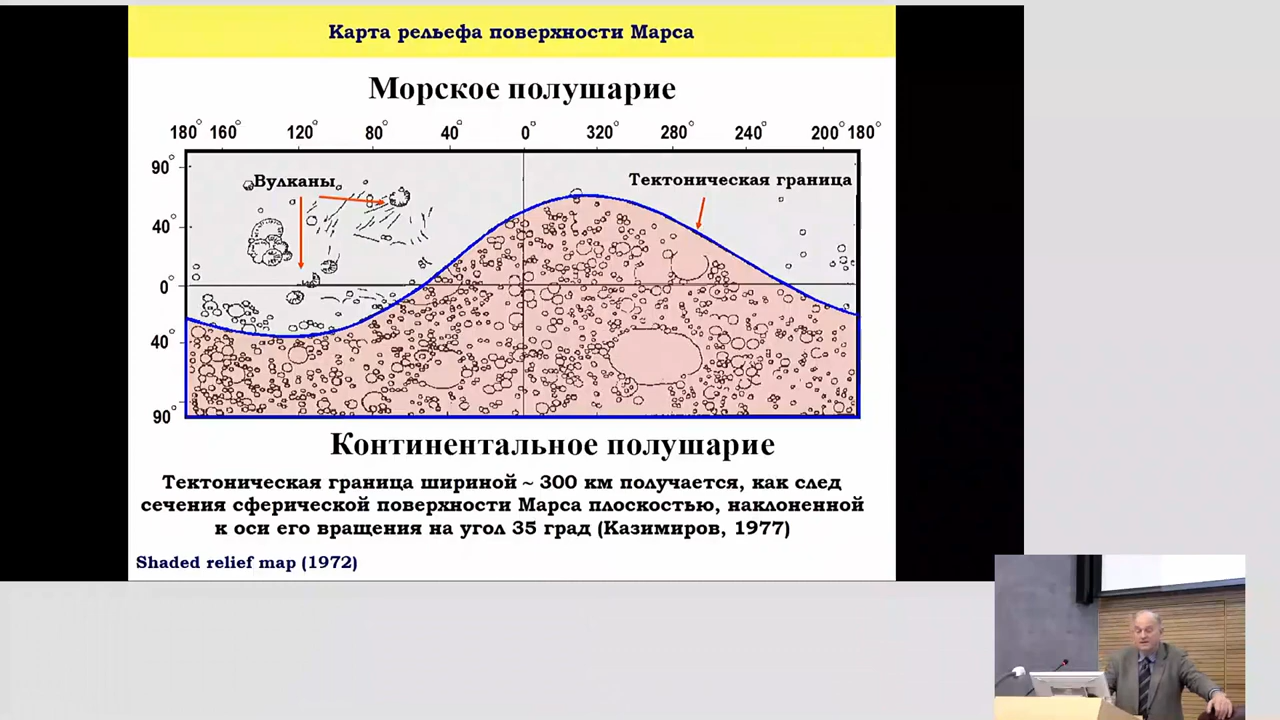 Карта рельефа поверхности Марса
Морское полушарие
180° 160° 120° 80° 40° 0° 320° 280° 240° 200° 180°
90°
Вулканы
Тектоническая граница
40°
0°
40°
90°
Континентальное полушарие
Тектоническая граница шириной ~ 300 км получается, как след
сечения сферической поверхности Марса плоскостью, наклоненной
к оси его вращения на угол 35 град (Казимиров, 1977)
Shaded relief map (1972)